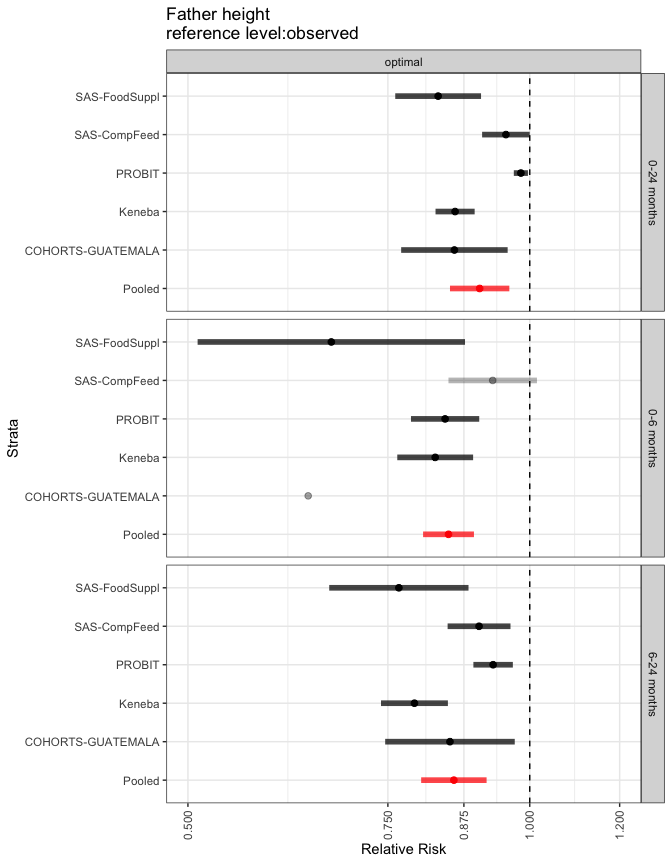 Father height
reference level:observed
optimal
SAS-FoodSuppl
SAS-CompFeed
PROBIT
Keneba
COHORTS-GUATEMALA
Pooled
0-24 months
SAS-FoodSuppl
SAS-CompFeed
PROBIT
Keneba
COHORTS-GUATEMALA
Pooled
0-6 months
SAS-FoodSuppl
SAS-CompFeed
PROBIT
Keneba
COHORTS-GUATEMALA
Pooled
6-24 months
Strata
0.500
0.750
0.875
1.000
1.200
Relative Risk